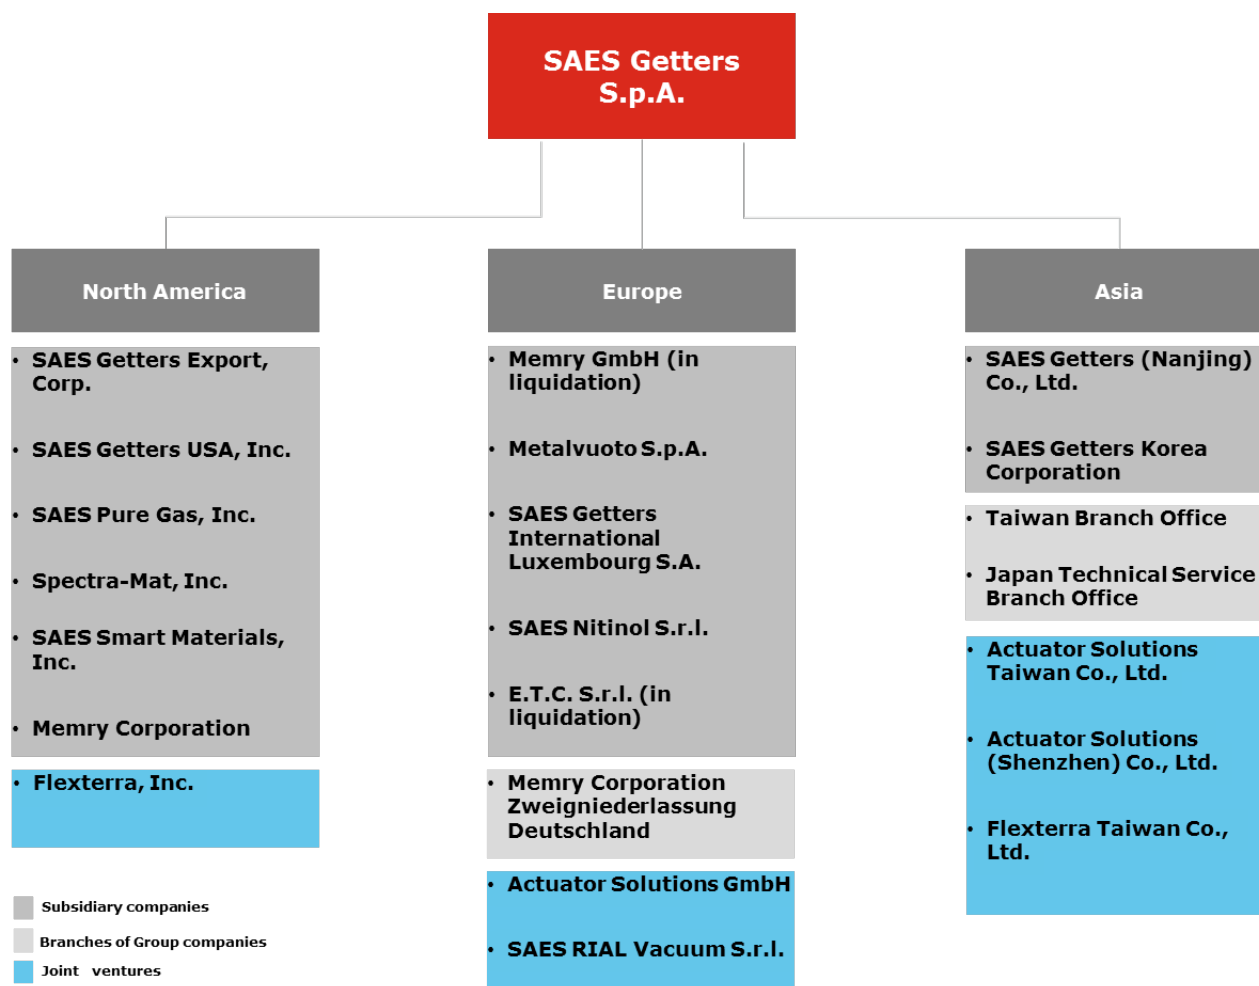 SAES Getters
S.p.A.
North America
• SAES Getters Export,
Corp.
• SAES Getters USA, Inc.
• SAES Pure Gas, Inc.
• Spectra-Mat, Inc.
• SAES Smart Materials,
Inc.
• Memry Corporation
• Flexterra, Inc.
Europe
• Memry GmbH (in
liquidation)
• Metalvuoto S.p.A.
• SAES Getters
International
Luxembourg S.A.
• SAES Nitinol S.r.l.
• E.T.C. S.r.l. (in
liquidation)
• Memry Corporation
Zweigniederlassung
Deutschland
• Actuator Solutions GmbH
• SAES RIAL Vacuum S.r.l.
Asia
• SAES Getters (Nanjing)
Co., Ltd.
• SAES Getters Korea
Corporation
• Taiwan Branch Office
• Japan Technical Service
Branch Office
• Actuator Solutions
Taiwan Co., Ltd.
• Actuator Solutions
(Shenzhen) Co., Ltd.
• Flexterra Taiwan Co.,
Ltd.
Subsidiary companies
Branches of Group companies
Joint ventures